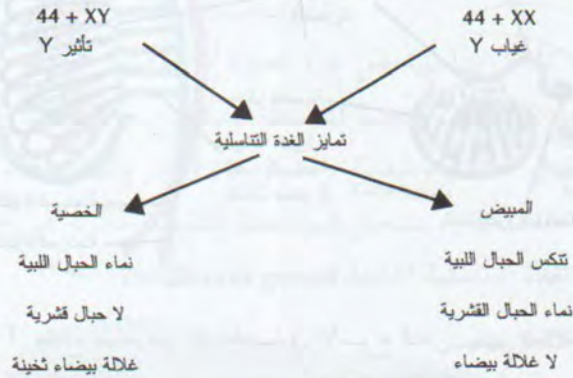 44 + XX
غياب Y
44 + XY
تأثير Y
تمايز الغدة التناسلية
المبيض
تتكس الحبال اللبية
نماء الحبال القشرية
لا غلالة بيضاء
الخصية
نماء الحبال اللبية
لا حبال قشرية
غلالة بيضاء ثخينة